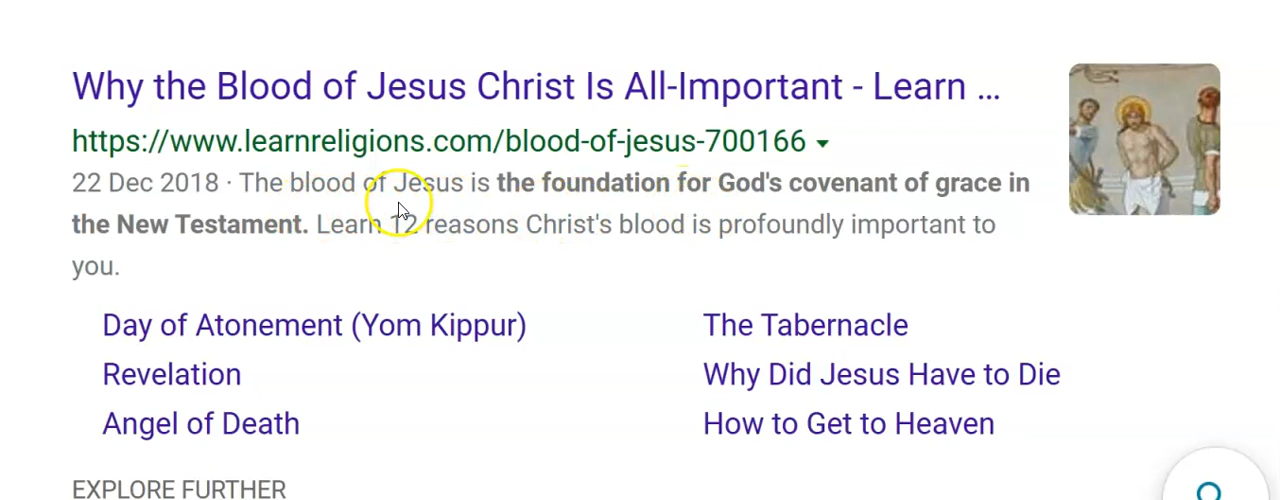 Why the Blood of Jesus Christ Is All-Important - Learn ...
https://www.learnreligions.com/blood-of-jesus-700166
22 Dec 2018 · The blood of Jesus is the foundation for God's covenant of grace in
the New Testament. Learn 12 reasons Christ's blood is profoundly important to
you.
Day of Atonement (Yom Kippur)
The Tabernacle
Revelation
Why Did Jesus Have to Die
Angel of Death
How to Get to Heaven
EXPLORE FURTHER